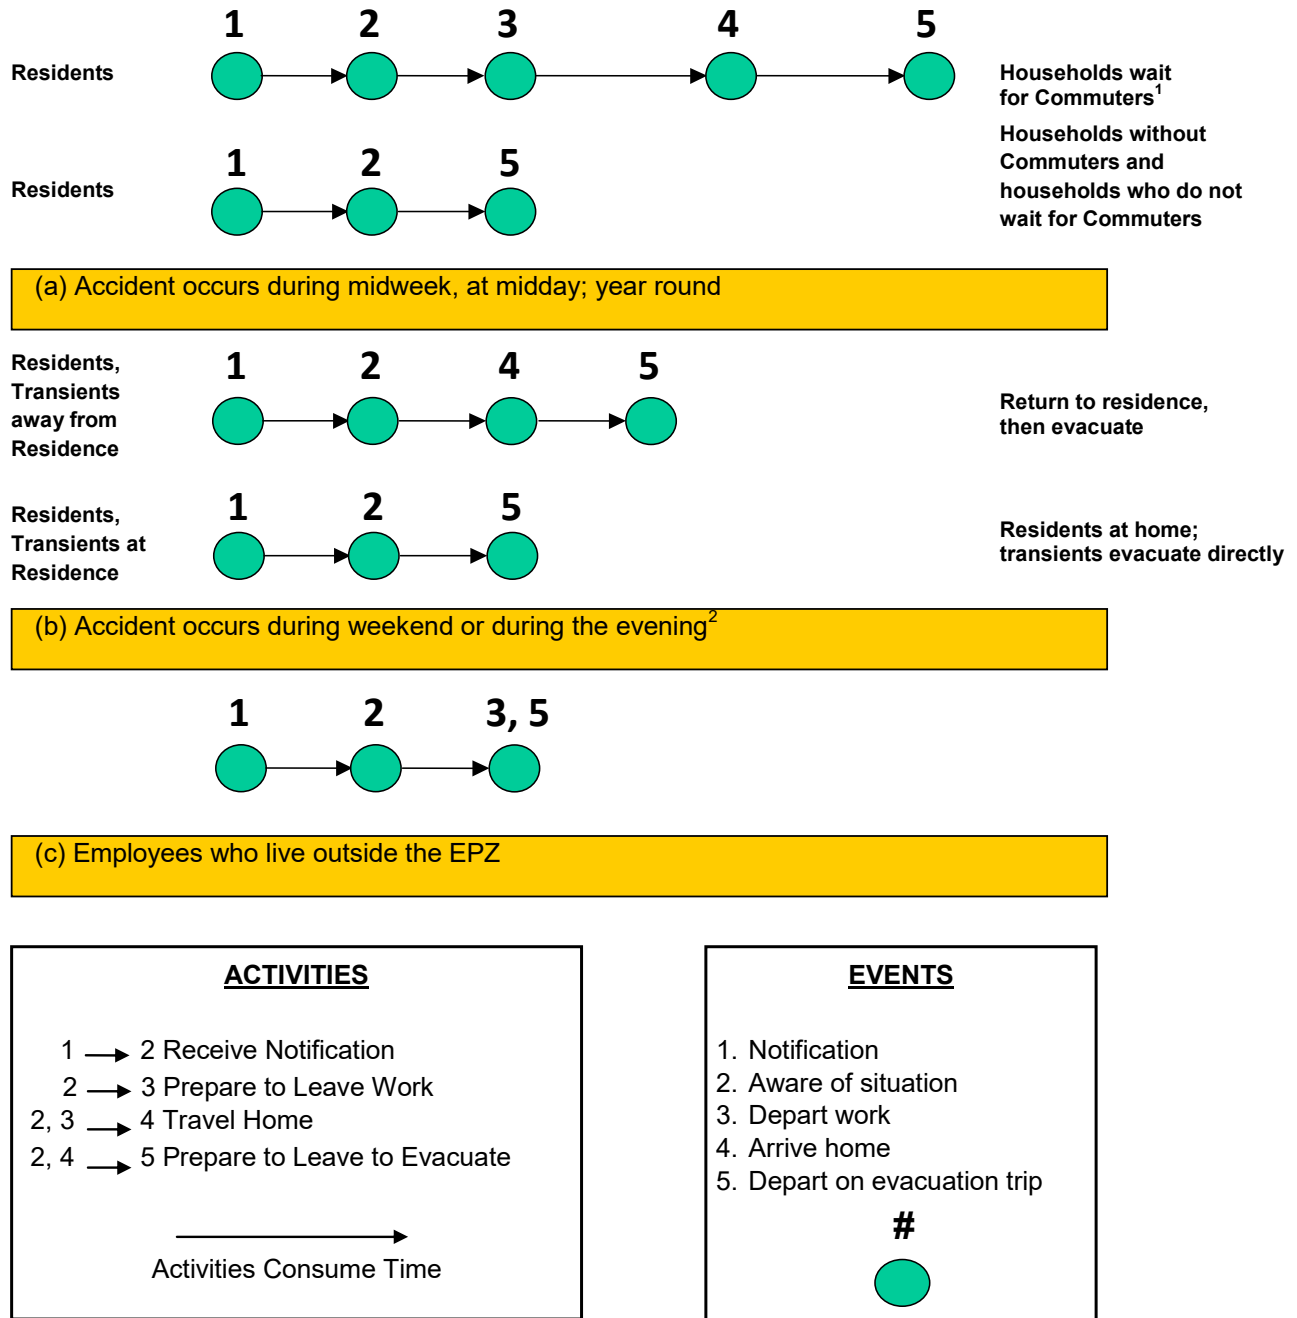 1 2 3 4 5
Residents
Households wait
for Commuters1
Households without
Commuters and
households who do not
wait for Commuters
1 2 5
Residents
(a) Accident occurs during midweek, at midday; year round
Residents,
Transients
away from
Residence
1 2 4 5
Return to residence,
then evacuate
Residents,
Transients at
Residence
1 2 5
Residents at home;
transients evacuate directly
(b) Accident occurs during weekend or during the evening2
1 2 3, 5
(c) Employees who live outside the EPZ
ACTIVITIES
1 → 2 Receive Notification
2 → 3 Prepare to Leave Work
2, 3 → 4 Travel Home
2, 4 → 5 Prepare to Leave to Evacuate
Activities Consume Time
EVENTS
1. Notification
2. Aware of situation
3. Depart work
4. Arrive home
5. Depart on evacuation trip
#